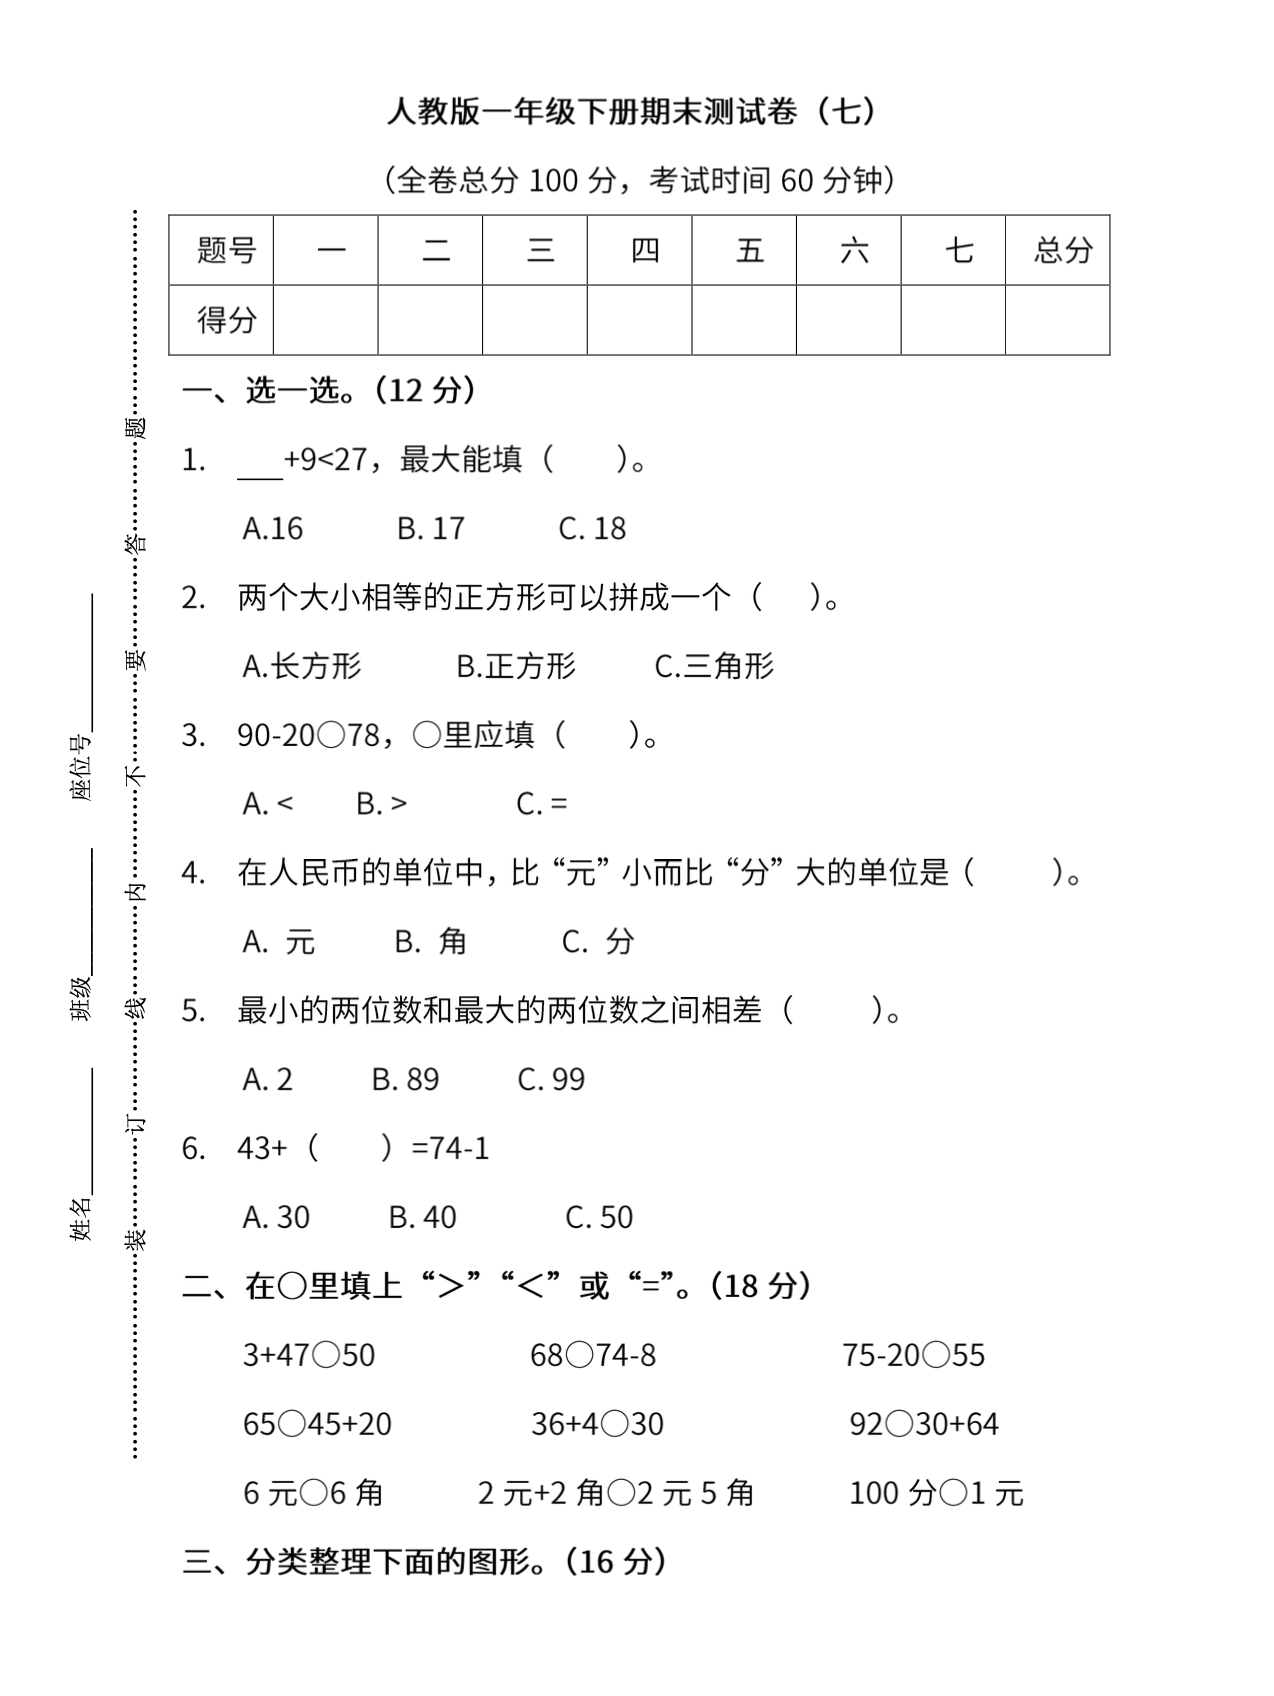 人教版一年级下册期末测试卷（七）
（全卷总分 100 分，考试时间 60 分钟）
题号 一 二 三 四 五 六 七 总分
得分
一、选一选。（12 分）
1. ___+9<27，最大能填（　　）。
A.16　B. 17　C. 18
2. 两个大小相等的正方形可以拼成一个（　　）。
A.长方形　B.正方形　C.三角形
3. 90-20○78，○里应填（　　）。
A. <　B. >　C. =
4. 在人民币的单位中，比“元”小而比“分”大的单位是（　　）。
A. 元　B. 角　C. 分
5. 最小的两位数和最大的两位数之间相差（　　）。
A. 2　B. 89　C. 99
6. 43+（　　）=74-1
A. 30　B. 40　C. 50
二、在○里填上“＞”“＜”或“=”。（18 分）
3+47○50　68○74-8　75-20○55
65○45+20　36+4○30　92○30+64
6 元○6 角　2 元+2 角○2 元 5 角　100 分○1 元
三、分类整理下面的图形。（16 分）
姓名________ 班级________ 座位号________
装……订……线……内……不……要……答……题